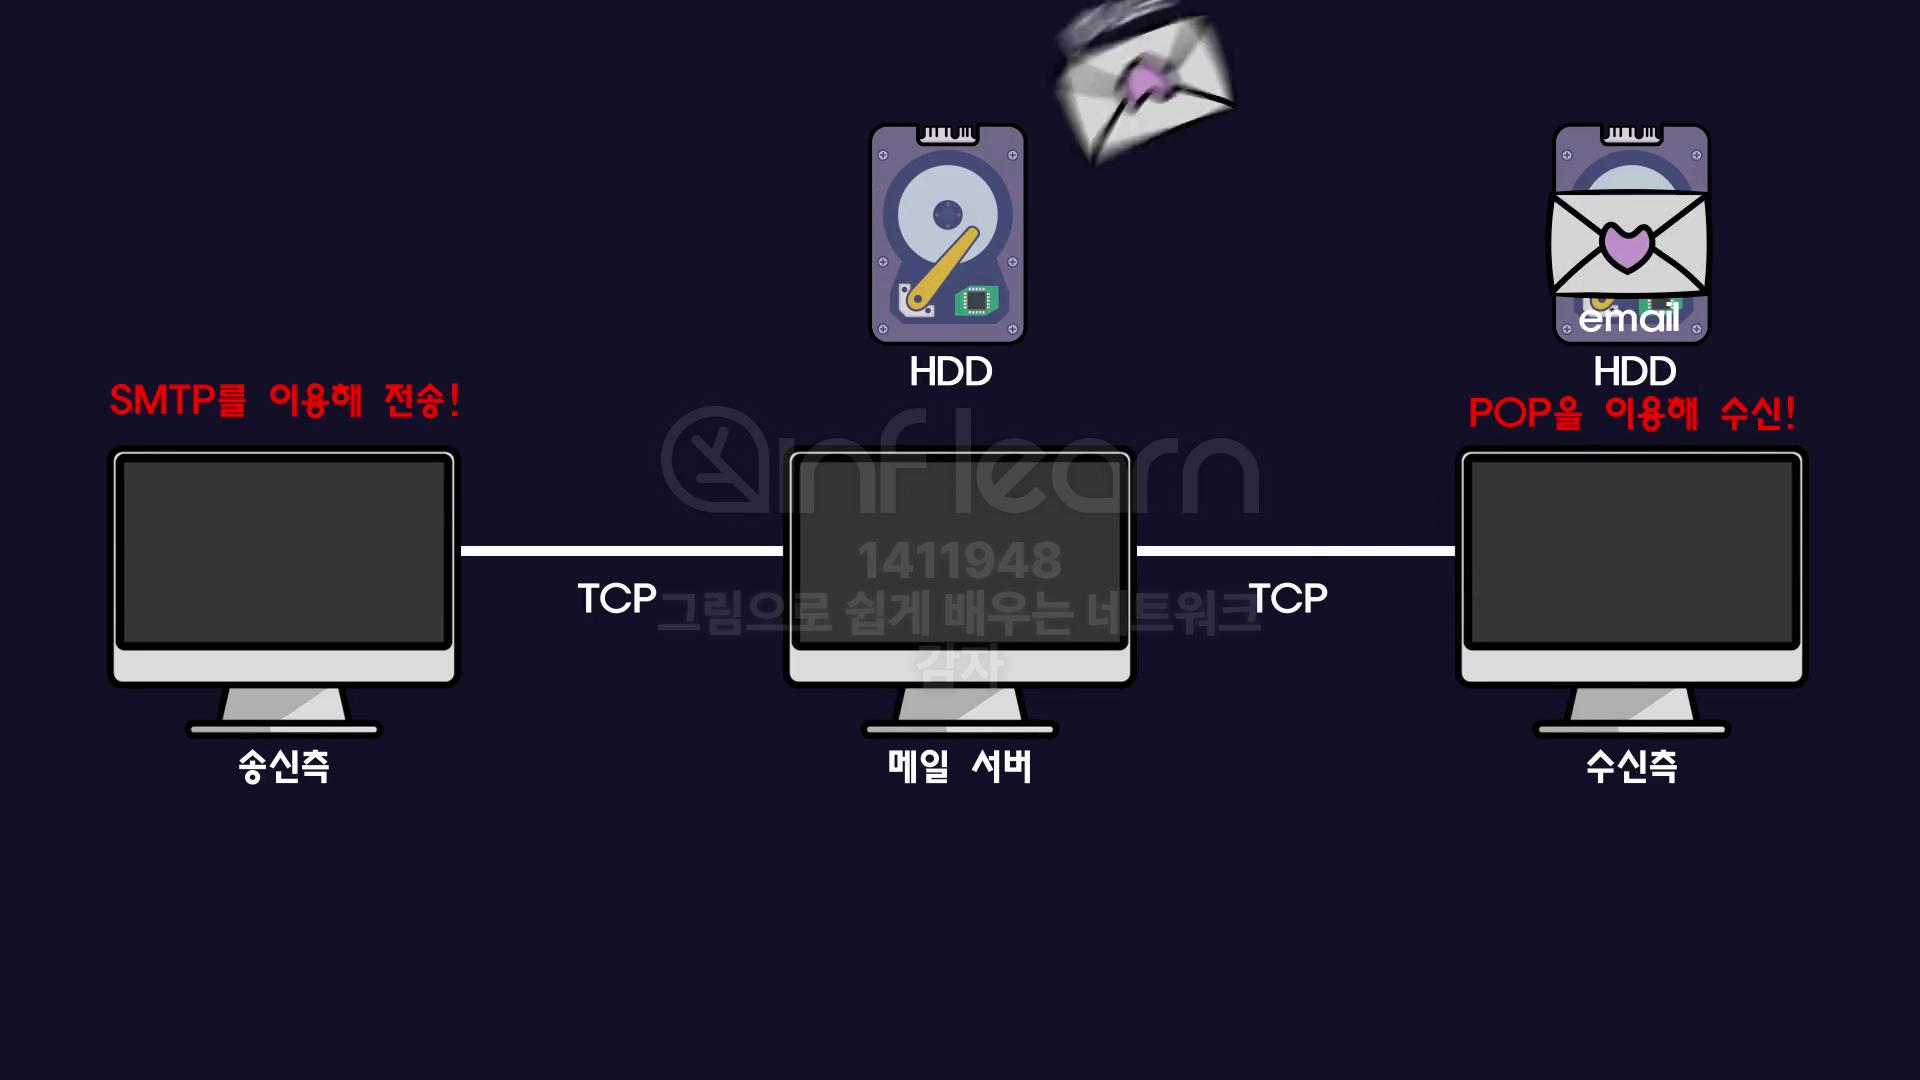 email
HDD
HDD
SMTP를 이용해 전송!
POP을 이용해 수신!
inflearn
1411948
그림으로 쉽게 배우는 네트워크
감자
TCP
TCP
송신측
메일 서버
수신측